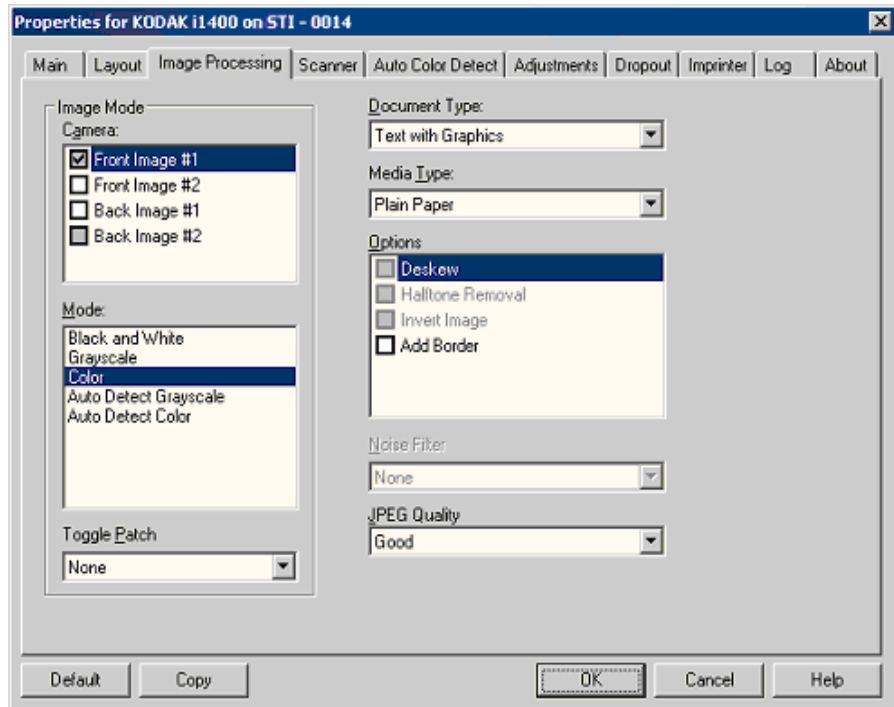 Properties for KODAK i1400 on STI - 0014
Main Layout Image Processing Scanner Auto Color Detect Adjustments Dropout Imprinter Log About
Image Mode
Camera:
Front Image #1
Front Image #2
Back Image #1
Back Image #2
Mode:
Black and White
Grayscale
Color
Auto Detect Grayscale
Auto Detect Color
Toggle Patch
None
Document Type:
Text with Graphics
Media Type:
Plain Paper
Options
Deskew
Halftone Removal
Invert Image
Add Border
Noise Filter
None
JPEG Quality
Good
Default Copy OK Cancel Help